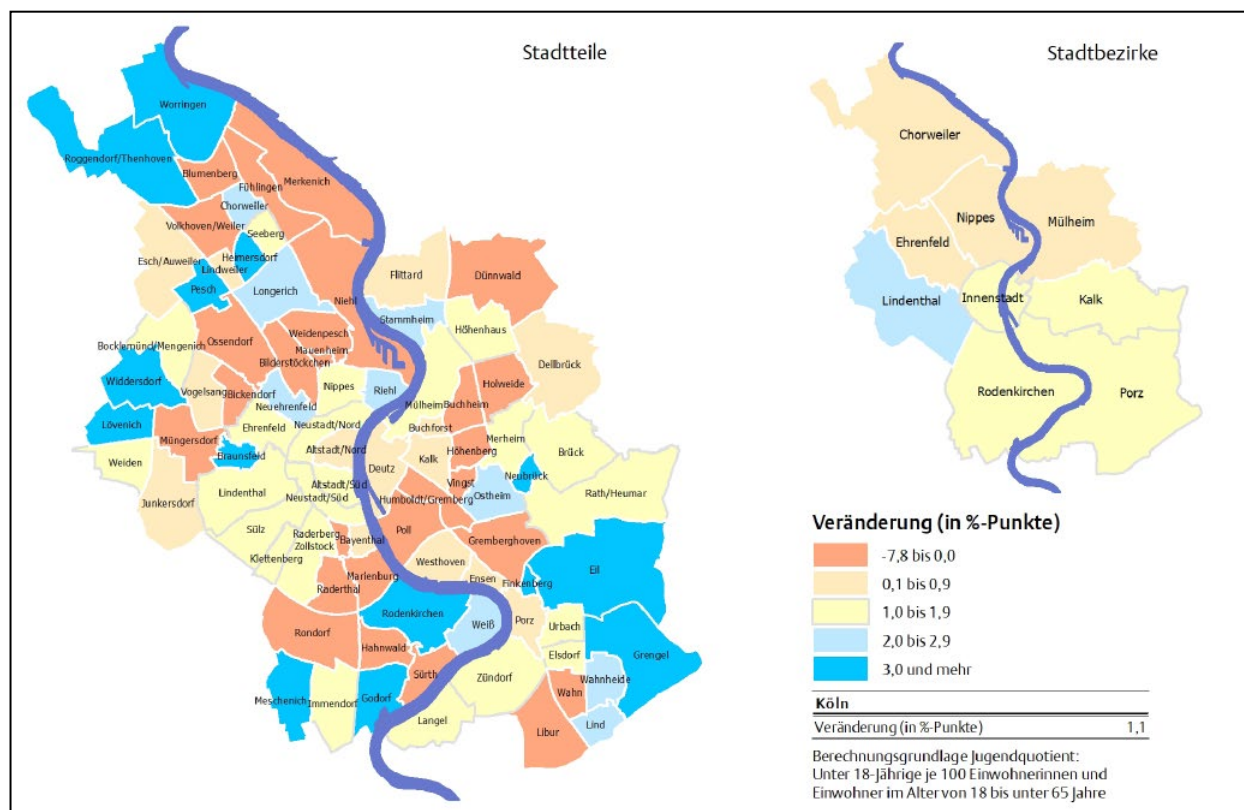 Stadtteile
Worringen
Roggendorf/Thenhoven
Blumenberg
Fühlingen
Merkenich
Chorweiler
Volkhoven/Weiler
Seeberg
Esch/Auweiler
Lindweiler
Heimersdorf
Pesch
Longerich
Niehl
Flittard
Dünnwald
Stammheim
Höhenhaus
Weidenpesch
Ossendorf
Mauenheim
Bocklemünd/Mengenich
Bilderstöckchen
Dellbrück
Widdersdorf
Vogelsang
Bickendorf
Nippes
Riehl
Holweide
Neuehrenfeld
Mülheim
Buchheim
Lövenich
Ehrenfeld
Neustadt/Nord
Buchforst
Müngersdorf
Altstadt/Nord
Merheim
Brück
Weiden
Braunsfeld
Deutz
Kalk
Höhenberg
Neubrück
Vingst
Junkersdorf
Lindenthal
Altstadt/Süd
Neustadt/Süd
Humboldt/Gremberg
Ostheim
Rath/Heumar
Sülz
Raderberg
Zollstock
Bayenthal
Poll
Gremberghoven
Klettenberg
Marienburg
Westhoven
Raderthal
Ensen
Finkenberg
Eil
Rodenkirchen
Weiß
Porz
Urbach
Rondorf
Hahnwald
Elsdorf
Grengel
Sürth
Zündorf
Wahn
Wahnheide
Meschenich
Immendorf
Godorf
Langel
Libur
Lind
Stadtbezirke
Chorweiler
Nippes
Mülheim
Ehrenfeld
Lindenthal
Innenstadt
Kalk
Rodenkirchen
Porz
Veränderung (in %-Punkte)
-7,8 bis 0,0
0,1 bis 0,9
1,0 bis 1,9
2,0 bis 2,9
3,0 und mehr
Köln
Veränderung (in %-Punkte) 1,1
Berechnungsgrundlage Jugendquotient:
Unter 18-Jährige je 100 Einwohnerinnen und
Einwohner im Alter von 18 bis unter 65 Jahre